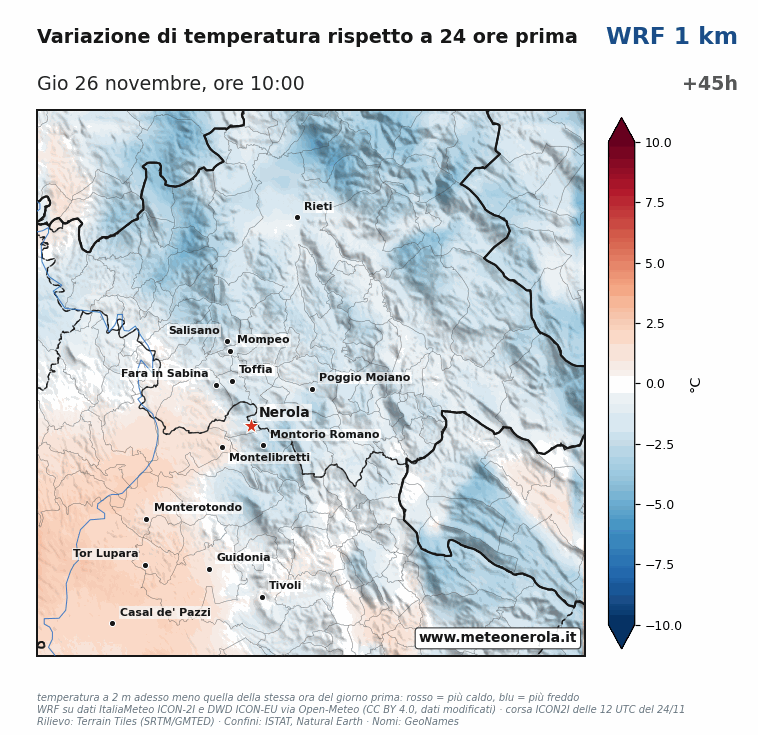 Variazione di temperatura rispetto a 24 ore prima
WRF 1 km
Gio 26 novembre, ore 10:00
+45h
Rieti
Salisano
Mompeo
Toffia
Fara in Sabina
Poggio Moiano
Nerola
Montorio Romano
Montelibretti
Monterotondo
Tor Lupara
Guidonia
Tivoli
Casal de' Pazzi
www.meteonerola.it
10.0
7.5
5.0
2.5
0.0
−2.5
−5.0
−7.5
−10.0
°C
temperatura a 2 m adesso meno quella della stessa ora del giorno prima: rosso = più caldo, blu = più freddo
WRF su dati ItaliaMeteo ICON-2I e DWD ICON-EU via Open-Meteo (CC BY 4.0, dati modificati) · corsa ICON2I delle 12 UTC del 24/11
Rilievo: Terrain Tiles (SRTM/GMTED) · Confini: ISTAT, Natural Earth · Nomi: GeoNames